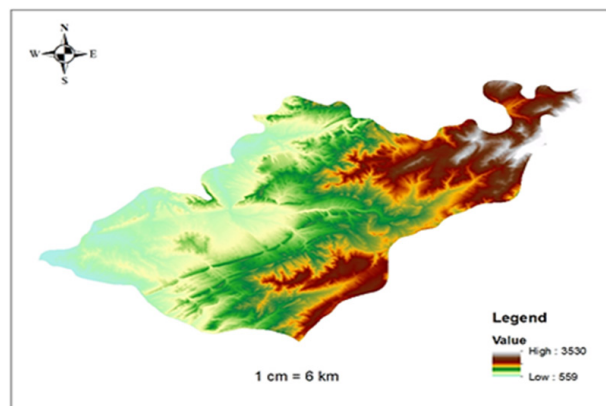 N
W E
S
Legend
Value
High : 3530
Low : 559
1 cm = 6 km